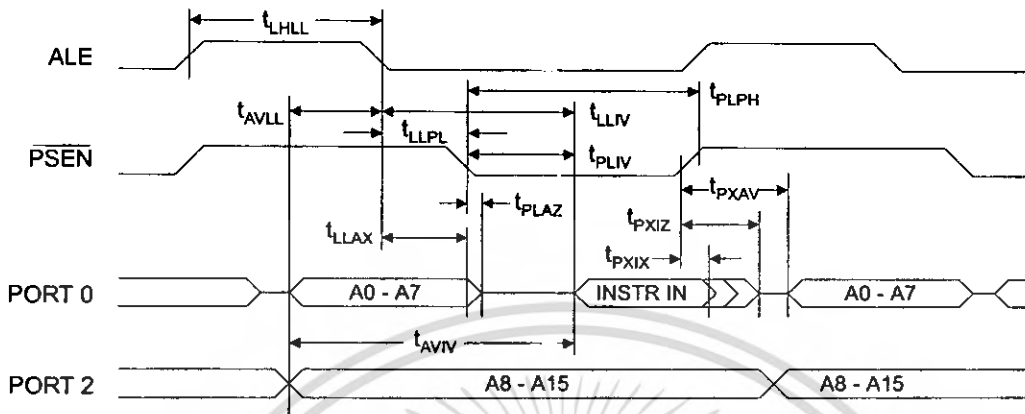 tLHLL
ALE
tPLPH
tAVLL
tLLIV
tLLPL
PSEN
tPLIV
tPXAV
tPLAZ
tPXIZ
tLLAX
tPXIX
PORT 0
A0 - A7
INSTR IN
A0 - A7
tAVIV
PORT 2
A8 - A15
A8 - A15